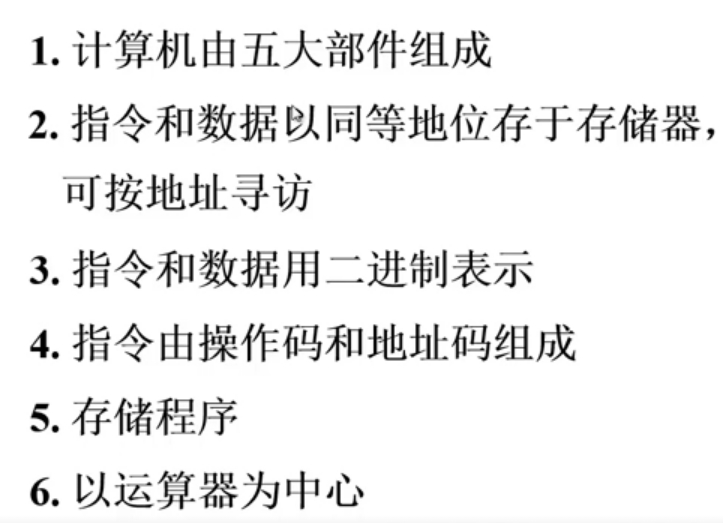 1. 计算机由五大部件组成
2. 指令和数据以同等地位存于存储器，
可按地址寻访
3. 指令和数据用二进制表示
4. 指令由操作码和地址码组成
5. 存储程序
6. 以运算器为中心